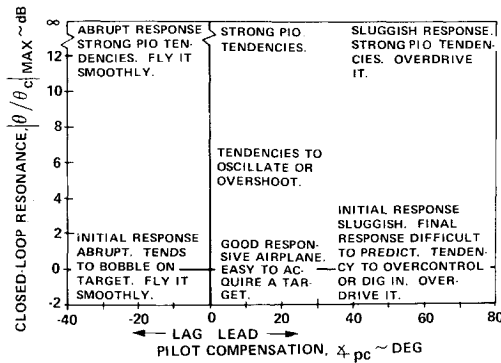 CLOSED-LOOP RESONANCE, |θ/θc| MAX ~ dB
∞
12
10
8
6
4
2
0
-2
ABRUPT RESPONSE
STRONG PIO TEN-
DENCIES. FLY IT
SMOOTHLY.
STRONG PIO
TENDENCIES.
SLUGGISH RESPONSE.
STRONG PIO TENDEN-
CIES. OVERDRIVE
IT.
TENDENCIES TO
OSCILLATE OR
OVERSHOOT.
INITIAL RESPONSE
ABRUPT. TENDS
TO BOBBLE ON
TARGET. FLY IT
SMOOTHLY.
GOOD RESPON-
SIVE AIRPLANE.
EASY TO AC-
QUIRE A TAR-
GET.
INITIAL RESPONSE
SLUGGISH. FINAL
RESPONSE DIFFICULT
TO PREDICT. TENDEN-
CY TO OVERCONTROL
OR DIG IN. OVER-
DRIVE IT.
-40 -20 0 20 40 60 80
← LAG LEAD →
PILOT COMPENSATION, ∡pc ~ DEG